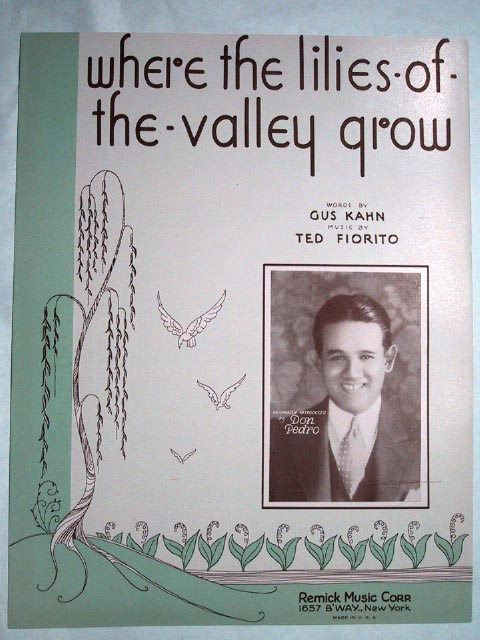 where the lilies-of-
the-valley grow
WORDS BY
GUS KAHN
MUSIC BY
TED FIORITO
ORIGINALLY INTRODUCED
by Don
Pedro
Remick Music Corp.
1657 B'WAY., New York
MADE IN U. S. A.